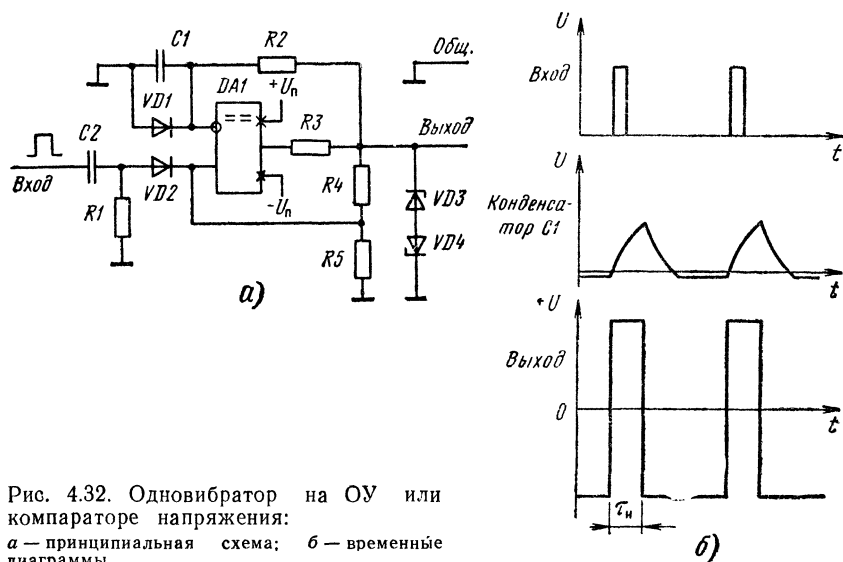 C1
R2
Общ.
VD1
DA1
+Uп
= =
R3
Выход
C2
Вход
VD2
R1
-Uп
R4
VD3
VD4
R5
а)
U
Вход
t
U
Конденса-
тор C1
t
+U
Выход
0
t
τи
б)
Рис. 4.32. Одновибратор на ОУ или
компараторе напряжения:
а — принципиальная схема; б — временные
диаграммы